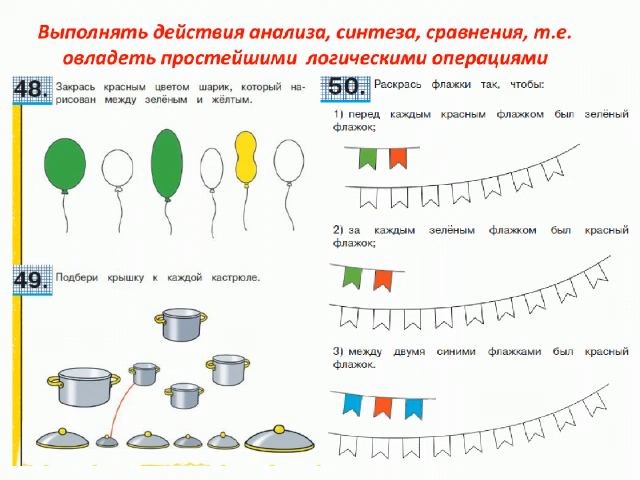 Выполнять действия анализа, синтеза, сравнения, т.е.
овладеть простейшими логическими операциями
48. Закрась красным цветом шарик, который на-
рисован между зелёным и жёлтым.
49. Подбери крышку к каждой кастрюле.
50. Раскрась флажки так, чтобы:
1) перед каждым красным флажком был зелёный
флажок;
2) за каждым зелёным флажком был красный
флажок;
3) между двумя синими флажками был красный
флажок.